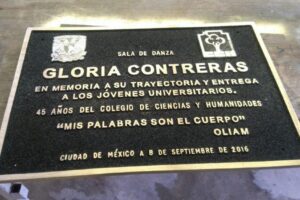 SALA DE DANZA
GLORIA CONTRERAS
EN MEMORIA A SU TRAYECTORIA Y ENTREGA
A LOS JÓVENES UNIVERSITARIOS.
45 AÑOS DEL COLEGIO DE CIENCIAS Y HUMANIDADES
"MIS PALABRAS SON EL CUERPO"
OLIAM
CIUDAD DE MÉXICO A 8 DE SEPTIEMBRE DE 2016